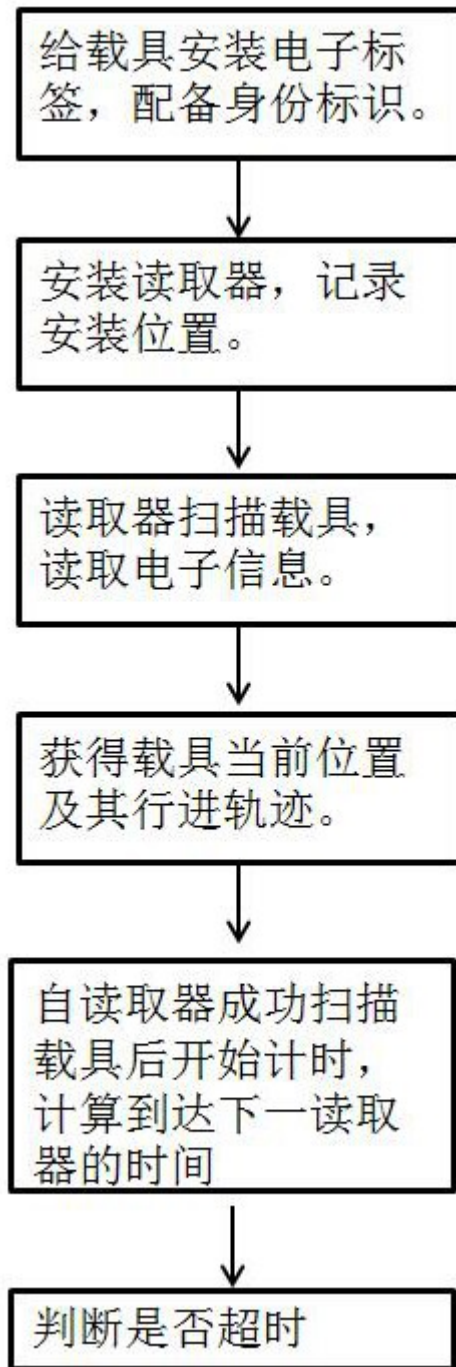 给载具安装电子标
签，配备身份标识。
安装读取器，记录
安装位置。
读取器扫描载具，
读取电子信息。
获得载具当前位置
及其行进轨迹。
自读取器成功扫描
载具后开始计时，
计算到达下一读取
器的时间
判断是否超时